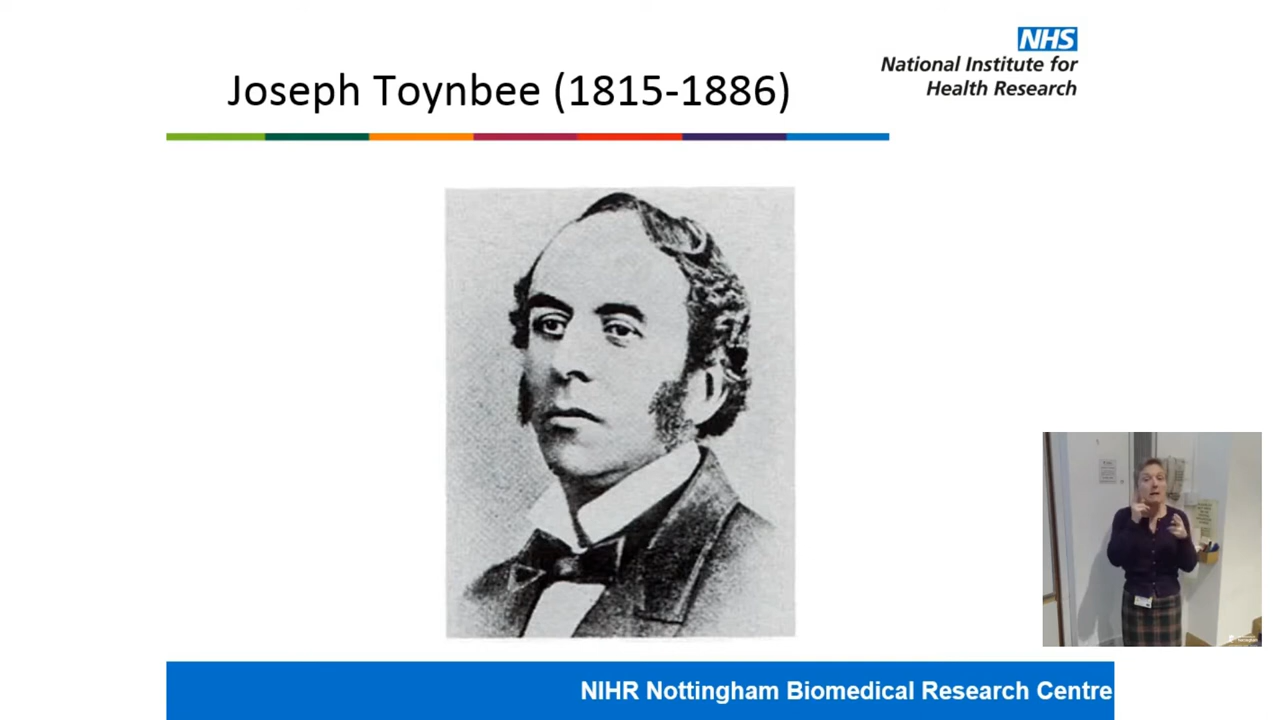 Joseph Toynbee (1815-1886)
NHS
National Institute for
Health Research
NIHR Nottingham Biomedical Research Centre